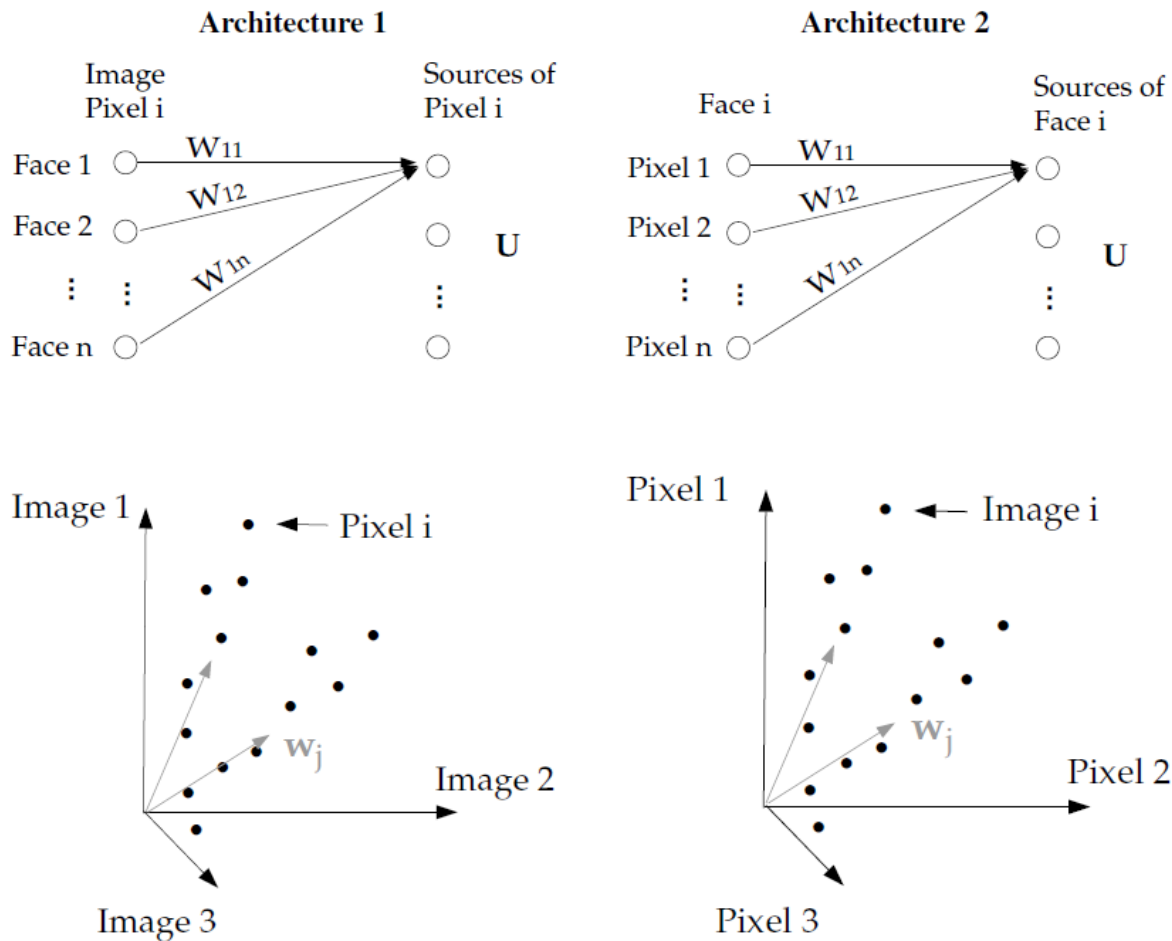 Architecture 1
Image
Pixel i
Sources of
Pixel i
Face 1
W11
Face 2
W12
U
⋮ ⋮ ⋮
W1n
Face n
Architecture 2
Face i
Sources of
Face i
Pixel 1
W11
Pixel 2
W12
U
⋮ ⋮ ⋮
W1n
Pixel n
Image 1
Pixel i
wj
Image 2
Image 3
Pixel 1
Image i
wj
Pixel 2
Pixel 3